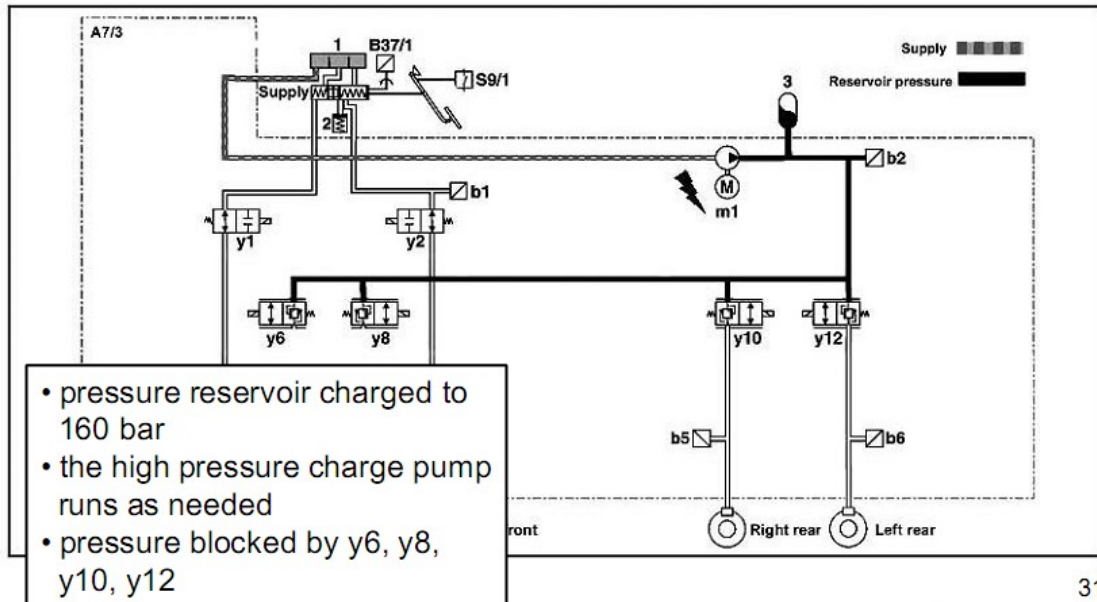 A7/3
1
B37/1
S9/1
Supply
2
Supply
Reservoir pressure
3
b2
M
m1
b1
y1
y2
y6
y8
y10
y12
b5
b6
ront
Right rear
Left rear
• pressure reservoir charged to
160 bar
• the high pressure charge pump
runs as needed
• pressure blocked by y6, y8,
y10, y12
31